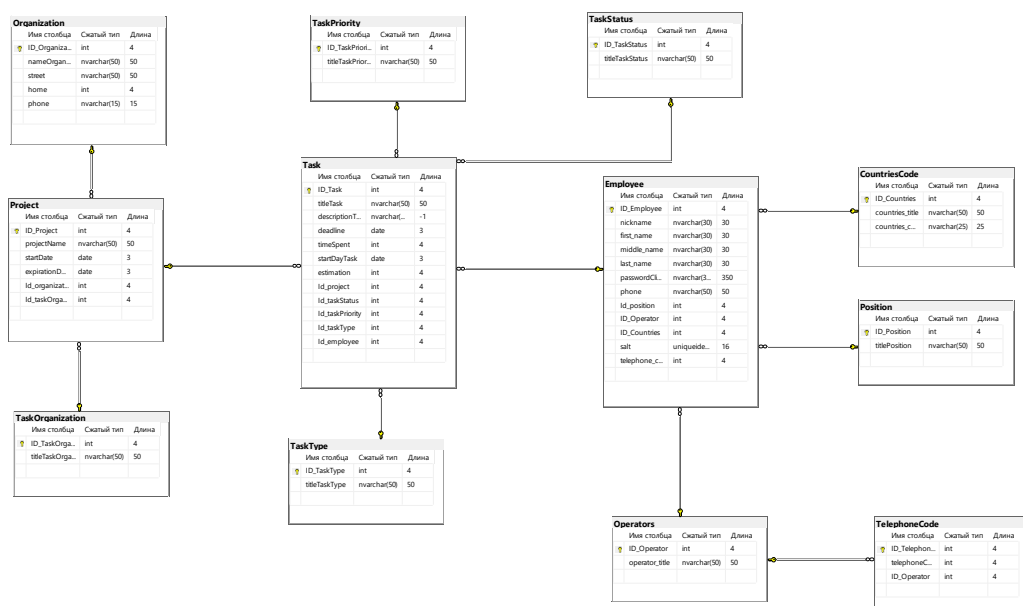 Organization
Имя столбца Сжатый тип Длина
ID_Organiza... int 4
nameOrgan... nvarchar(50) 50
street nvarchar(50) 50
home int 4
phone nvarchar(15) 15
TaskPriority
Имя столбца Сжатый тип Длина
ID_TaskPriori... int 4
titleTaskPrior... nvarchar(50) 50
TaskStatus
Имя столбца Сжатый тип Длина
ID_TaskStatus int 4
titleTaskStatus nvarchar(50) 50
Project
Имя столбца Сжатый тип Длина
ID_Project int 4
projectName nvarchar(50) 50
startDate date 3
expirationD... date 3
Id_organizat... int 4
Id_taskOrga... int 4
Task
Имя столбца Сжатый тип Длина
ID_Task int 4
titleTask nvarchar(50) 50
descriptionT... nvarchar(... -1
deadline date 3
timeSpent int 4
startDayTask date 3
estimation int 4
Id_project int 4
Id_taskStatus int 4
Id_taskPriority int 4
Id_taskType int 4
Id_employee int 4
Employee
Имя столбца Сжатый тип Длина
ID_Employee int 4
nickname nvarchar(30) 30
first_name nvarchar(30) 30
middle_name nvarchar(30) 30
last_name nvarchar(30) 30
passwordCli... nvarchar(3... 350
phone nvarchar(50) 50
Id_position int 4
ID_Operator int 4
ID_Countries int 4
salt uniqueide... 16
telephone_c... int 4
CountriesCode
Имя столбца Сжатый тип Длина
ID_Countries int 4
countries_title nvarchar(50) 50
countries_c... nvarchar(25) 25
Position
Имя столбца Сжатый тип Длина
ID_Position int 4
titlePosition nvarchar(50) 50
TaskOrganization
Имя столбца Сжатый тип Длина
ID_TaskOrga... int 4
titleTaskOrga... nvarchar(50) 50
TaskType
Имя столбца Сжатый тип Длина
ID_TaskType int 4
titleTaskType nvarchar(50) 50
Operators
Имя столбца Сжатый тип Длина
ID_Operator int 4
operator_title nvarchar(50) 50
TelephoneCode
Имя столбца Сжатый тип Длина
ID_Telephon... int 4
telephoneC... int 4
ID_Operator int 4